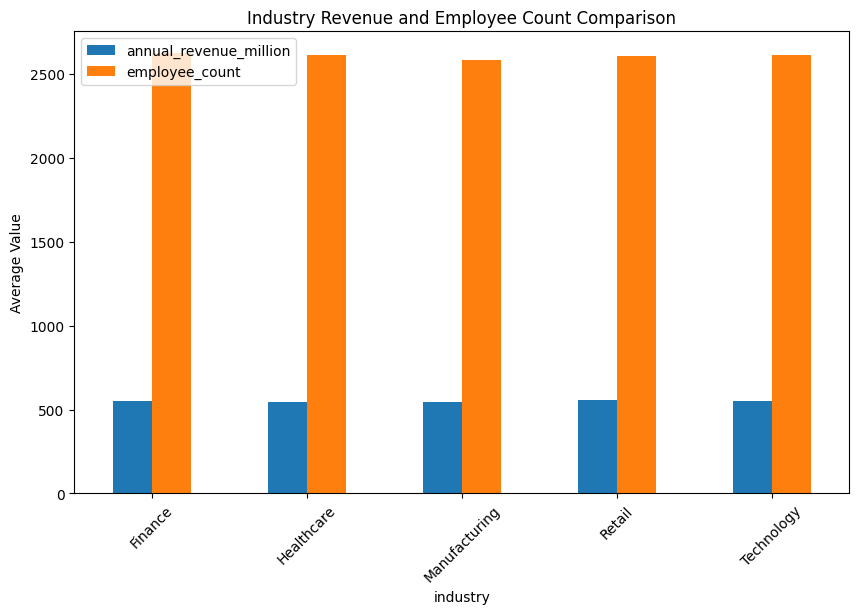 Industry Revenue and Employee Count Comparison
annual_revenue_million
employee_count
2500
2000
1500
1000
500
0
Average Value
Finance
Healthcare
Manufacturing
Retail
Technology
industry